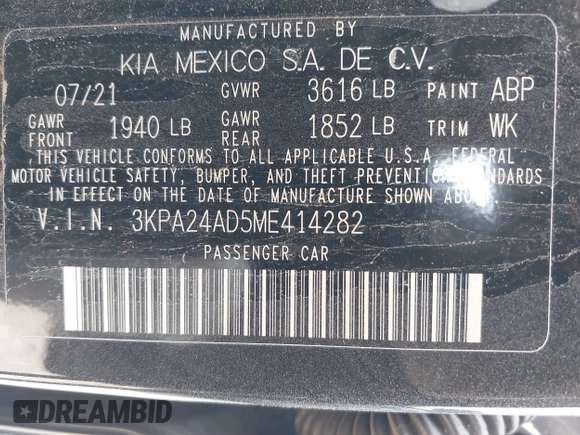 MANUFACTURED BY
KIA MEXICO S.A. DE C.V.
07/21 GVWR 3616 LB PAINT ABP
GAWR FRONT 1940 LB GAWR REAR 1852 LB TRIM WK
THIS VEHICLE CONFORMS TO ALL APPLICABLE U.S.A. FEDERAL
MOTOR VEHICLE SAFETY, BUMPER, AND THEFT PREVENTION STANDARDS
IN EFFECT ON THE DATE OF MANUFACTURE SHOWN ABOVE
V.I.N. 3KPA24AD5ME414282
PASSENGER CAR
DREAMBID